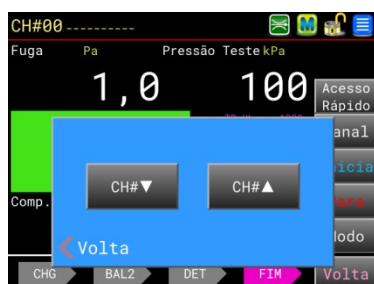 CH#00 ----------
M
Fuga Pa Pressão Teste kPa
1,0 100
Acesso
Rápido
anal
icia
CH#▼ CH#▲
Comp.
ara
odo
Volta
CHG BAL2 DET FIM Volta